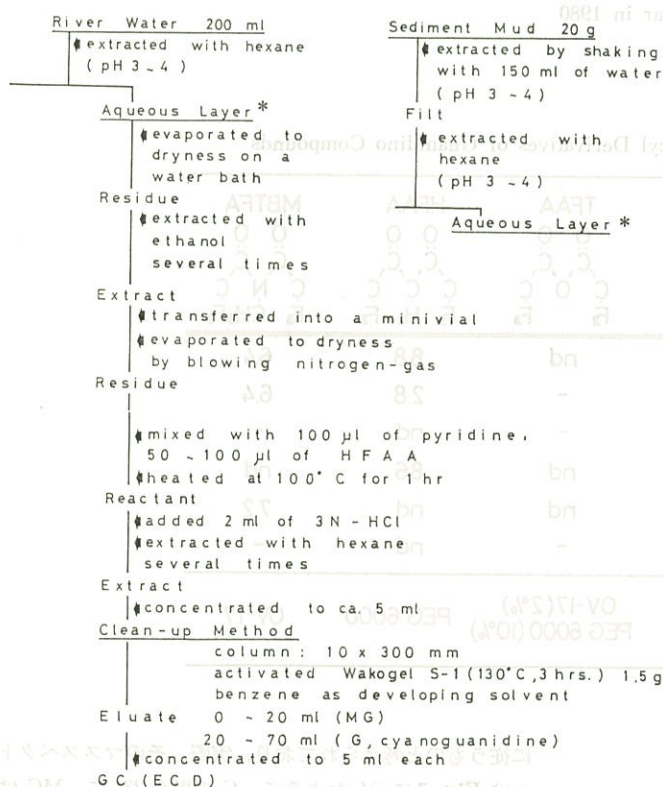 River Water 200 ml
extracted with hexane
( pH 3 ~ 4 )
Aqueous Layer*
evaporated to
dryness on a
water bath
Residue
extracted with
ethanol
several times
Extract
transferred into a minivial
evaporated to dryness
by blowing nitrogen-gas
Residue
mixed with 100 µl of pyridine,
50 ~ 100 µl of HFAA
heated at 100°C for 1 hr
Reactant
added 2 ml of 3N-HCl
extracted with hexane
several times
Extract
concentrated to ca. 5 ml
Clean-up Method
column: 10 x 300 mm
activated Wakogel S-1 (130°C, 3 hrs.) 1.5 g
benzene as developing solvent
Eluate 0 ~ 20 ml (MG)
20 ~ 70 ml (G, cyanoguanidine)
concentrated to 5 ml each
GC (ECD)
Sediment Mud 20 g
extracted by shaking
with 150 ml of water
( pH 3 ~ 4 )
Filt
extracted with
hexane
( pH 3 ~ 4 )
Aqueous Layer*